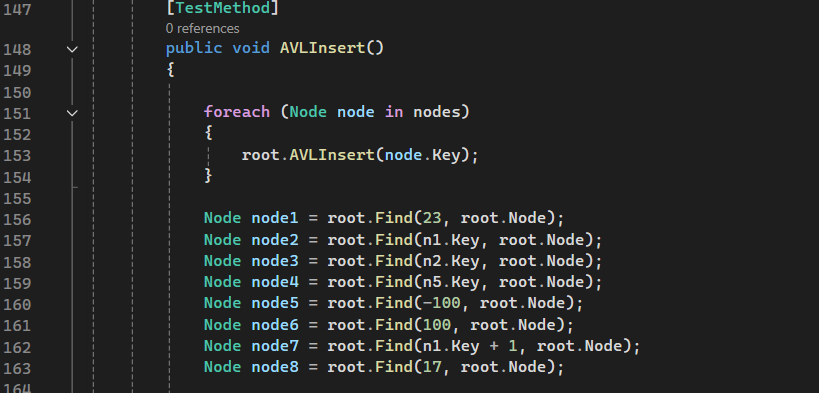 147 [TestMethod]
0 references
148 public void AVLInsert()
149 {
150
151 foreach (Node node in nodes)
152 {
153 root.AVLInsert(node.Key);
154 }
155
156 Node node1 = root.Find(23, root.Node);
157 Node node2 = root.Find(n1.Key, root.Node);
158 Node node3 = root.Find(n2.Key, root.Node);
159 Node node4 = root.Find(n5.Key, root.Node);
160 Node node5 = root.Find(-100, root.Node);
161 Node node6 = root.Find(100, root.Node);
162 Node node7 = root.Find(n1.Key + 1, root.Node);
163 Node node8 = root.Find(17, root.Node);
164